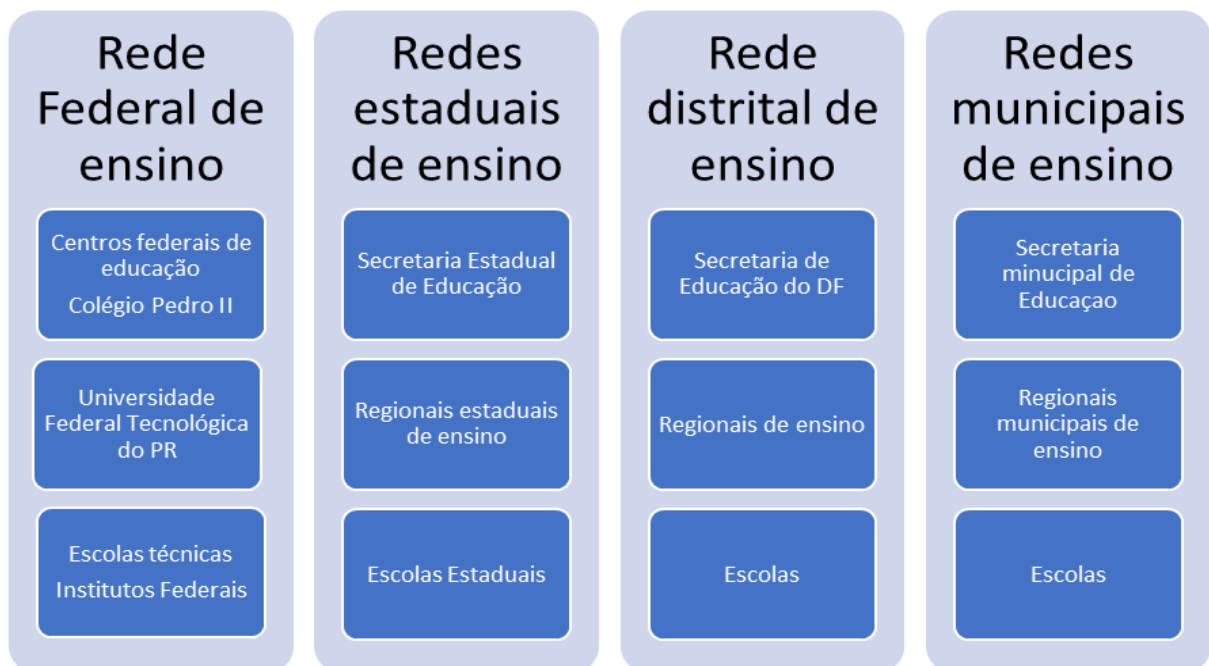 Rede
Federal de
ensino
Centros federais de
educação
Colégio Pedro II
Universidade
Federal Tecnológica
do PR
Escolas técnicas
Institutos Federais
Redes
estaduais
de ensino
Secretaria Estadual
de Educação
Regionais estaduais
de ensino
Escolas Estaduais
Rede
distrital de
ensino
Secretaria de
Educação do DF
Regionais de ensino
Escolas
Redes
municipais
de ensino
Secretaria
minucipal de
Educaçao
Regionais
municipais de
ensino
Escolas